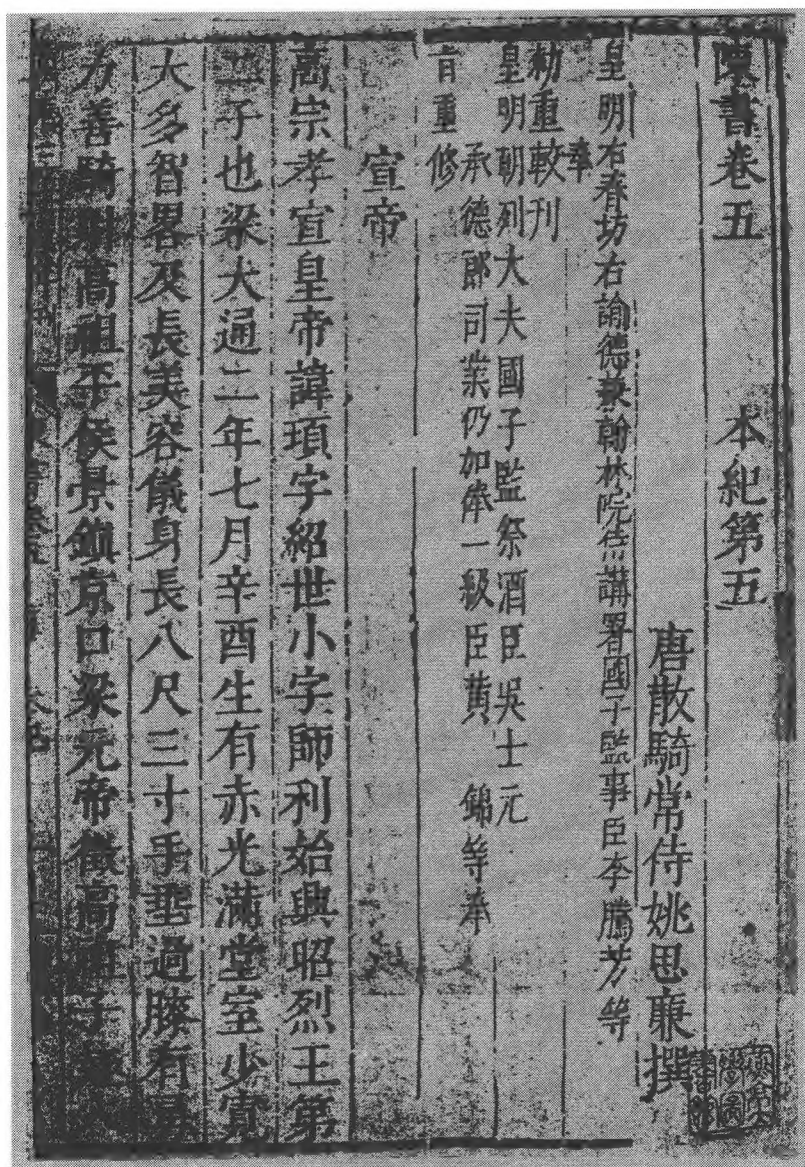 陳書卷五 本紀第五
唐散騎常侍姚思廉撰
皇明右春坊右諭德兼翰林院侍講署國子監事臣李騰芳等奉
勅重較刊
皇明朝列大夫國子監祭酒臣吳士元
承德郎司業仍加俸一級臣黃 錦等奉
旨重修
宣帝
高宗孝宣皇帝諱頊字紹世小字師利始興昭烈王第
二子也梁大通二年七月辛酉生有赤光滿堂室少寬
大多智畧及長美容儀身長八尺三寸手垂過膝有勇
力善騎射高祖平侯景鎮京口梁元帝徵高祖子